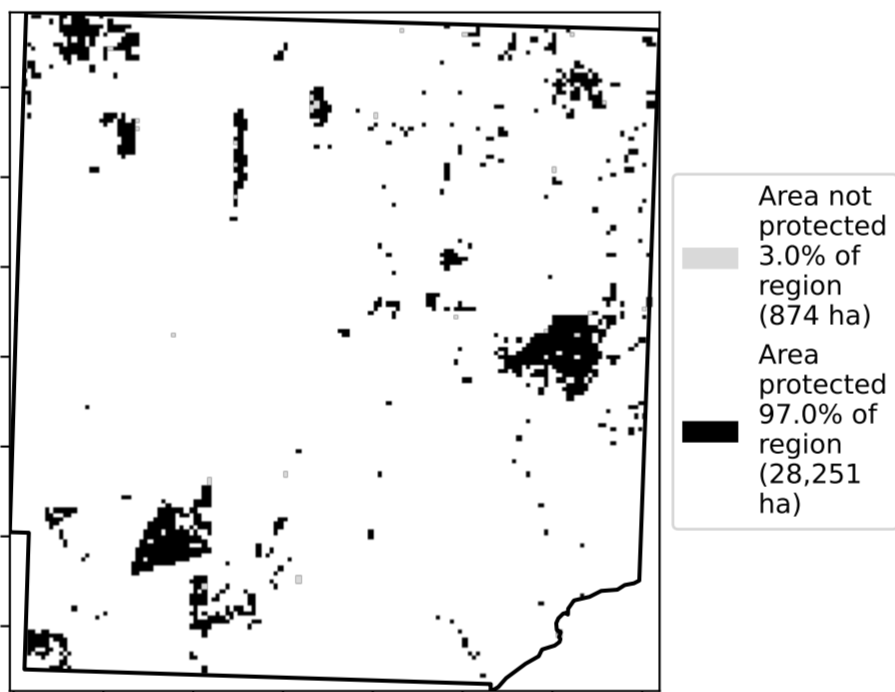 Area not
protected
3.0% of
region
(874 ha)
Area
protected
97.0% of
region
(28,251
ha)